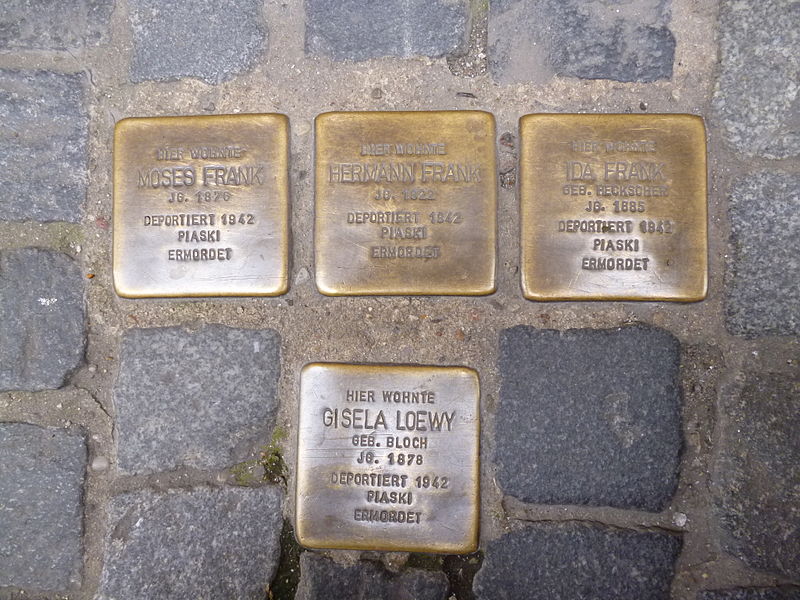 HIER WOHNTE
MOSES FRANK
JG. 1876
DEPORTIERT 1942
PIASKI
ERMORDET
HIER WOHNTE
HERMANN FRANK
JG. 1922
DEPORTIERT 1942
PIASKI
ERMORDET
HIER WOHNTE
IDA FRANK
GEB. HECKSCHER
JG. 1885
DEPORTIERT 1942
PIASKI
ERMORDET
HIER WOHNTE
GISELA LOEWY
GEB. BLOCH
JG. 1878
DEPORTIERT 1942
PIASKI
ERMORDET